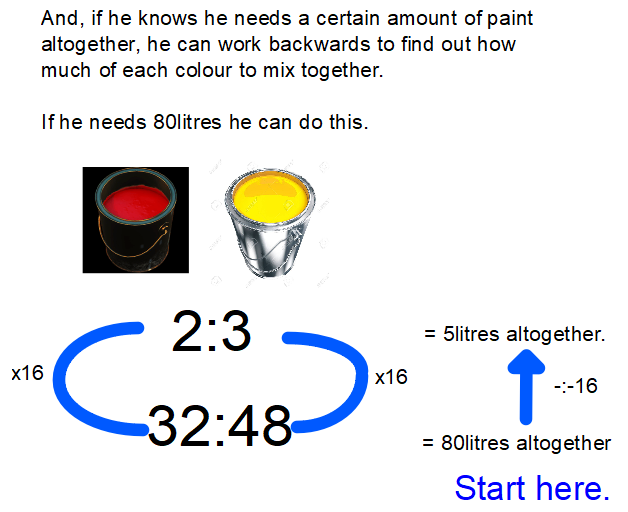 And, if he knows he needs a certain amount of paint
altogether, he can work backwards to find out how
much of each colour to mix together.
If he needs 80litres he can do this.
2:3
= 5litres altogether.
x16
x16
-:-16
32:48
= 80litres altogether
Start here.